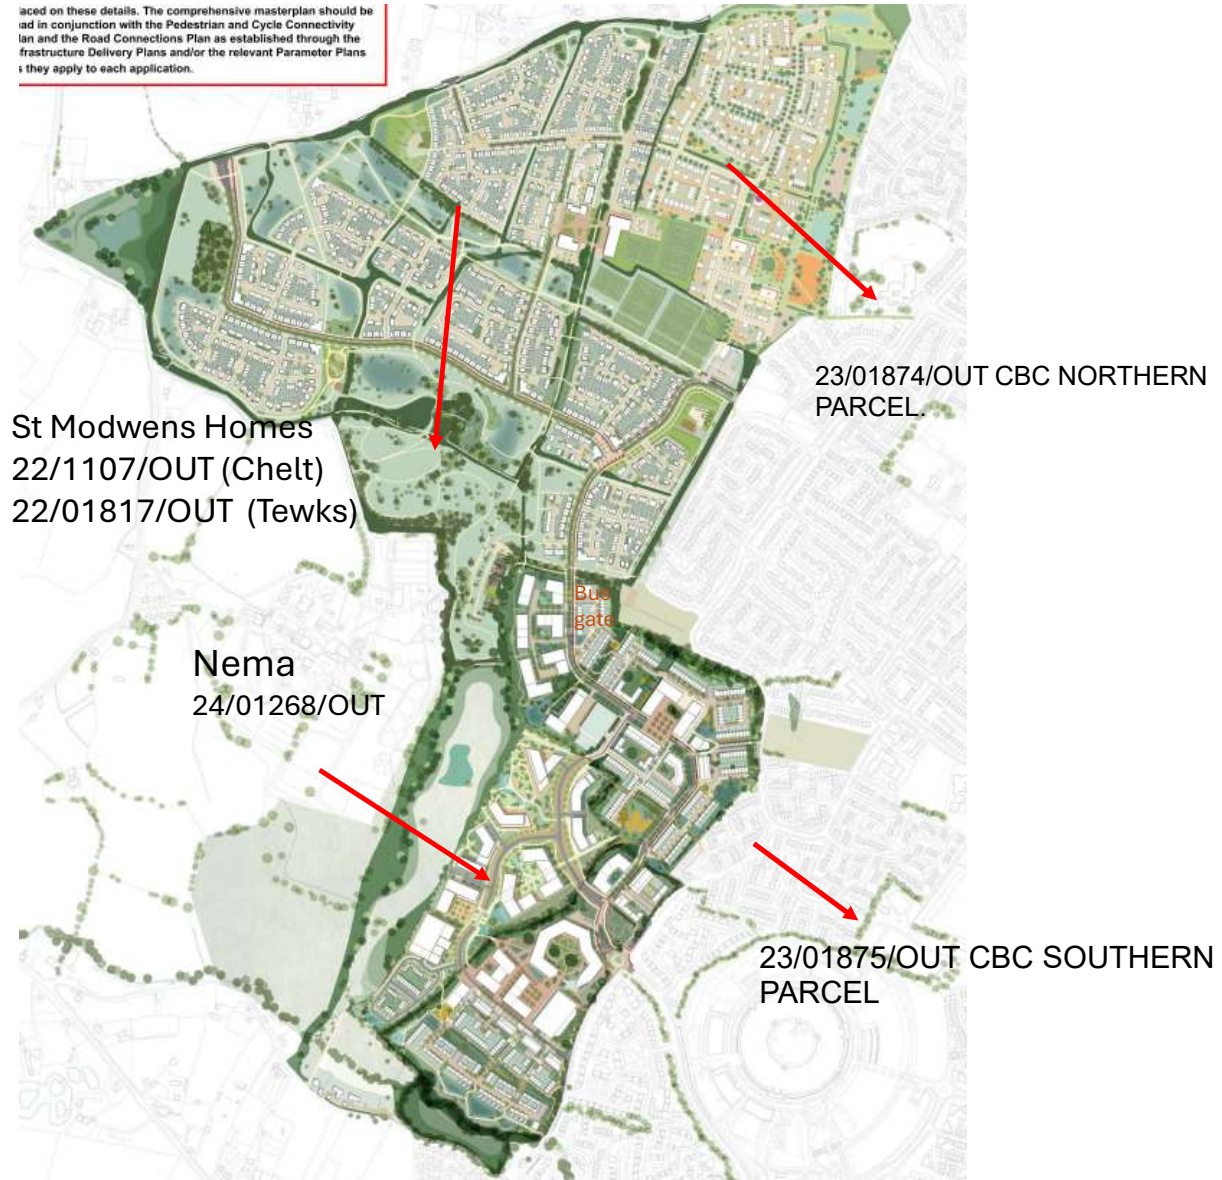 laced on these details. The comprehensive masterplan should be
ad in conjunction with the Pedestrian and Cycle Connectivity
lan and the Road Connections Plan as established through the
frastructure Delivery Plans and/or the relevant Parameter Plans
s they apply to each application.
23/01874/OUT CBC NORTHERN
PARCEL.
St Modwens Homes
22/1107/OUT (Chelt)
22/01817/OUT (Tewks)
Bus
gate
Nema
24/01268/OUT
23/01875/OUT CBC SOUTHERN
PARCEL